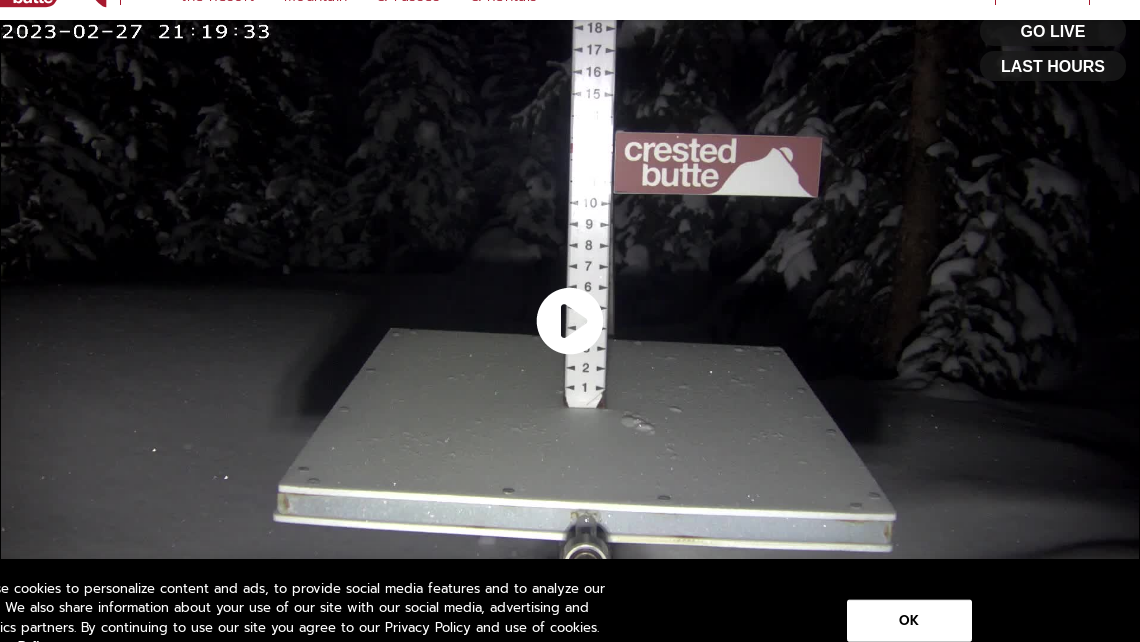 butte
2023-02-27 21:19:33
GO LIVE
LAST HOURS
18
17
16
15
crested
butte
10
9
8
7
6
2
1
se cookies to personalize content and ads, to provide social media features and to analyze our
We also share information about your use of our site with our social media, advertising and
ics partners. By continuing to use our site you agree to our Privacy Policy and use of cookies.
OK